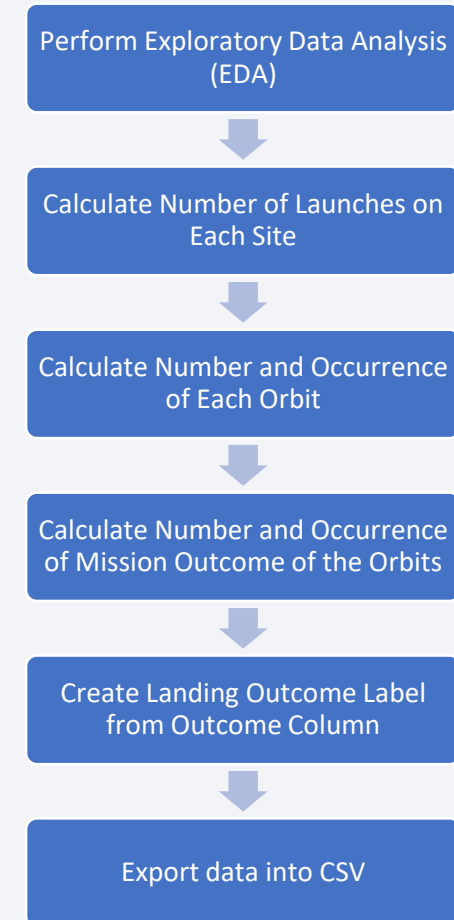 Perform Exploratory Data Analysis
(EDA)
Calculate Number of Launches on
Each Site
Calculate Number and Occurrence
of Each Orbit
Calculate Number and Occurrence
of Mission Outcome of the Orbits
Create Landing Outcome Label
from Outcome Column
Export data into CSV